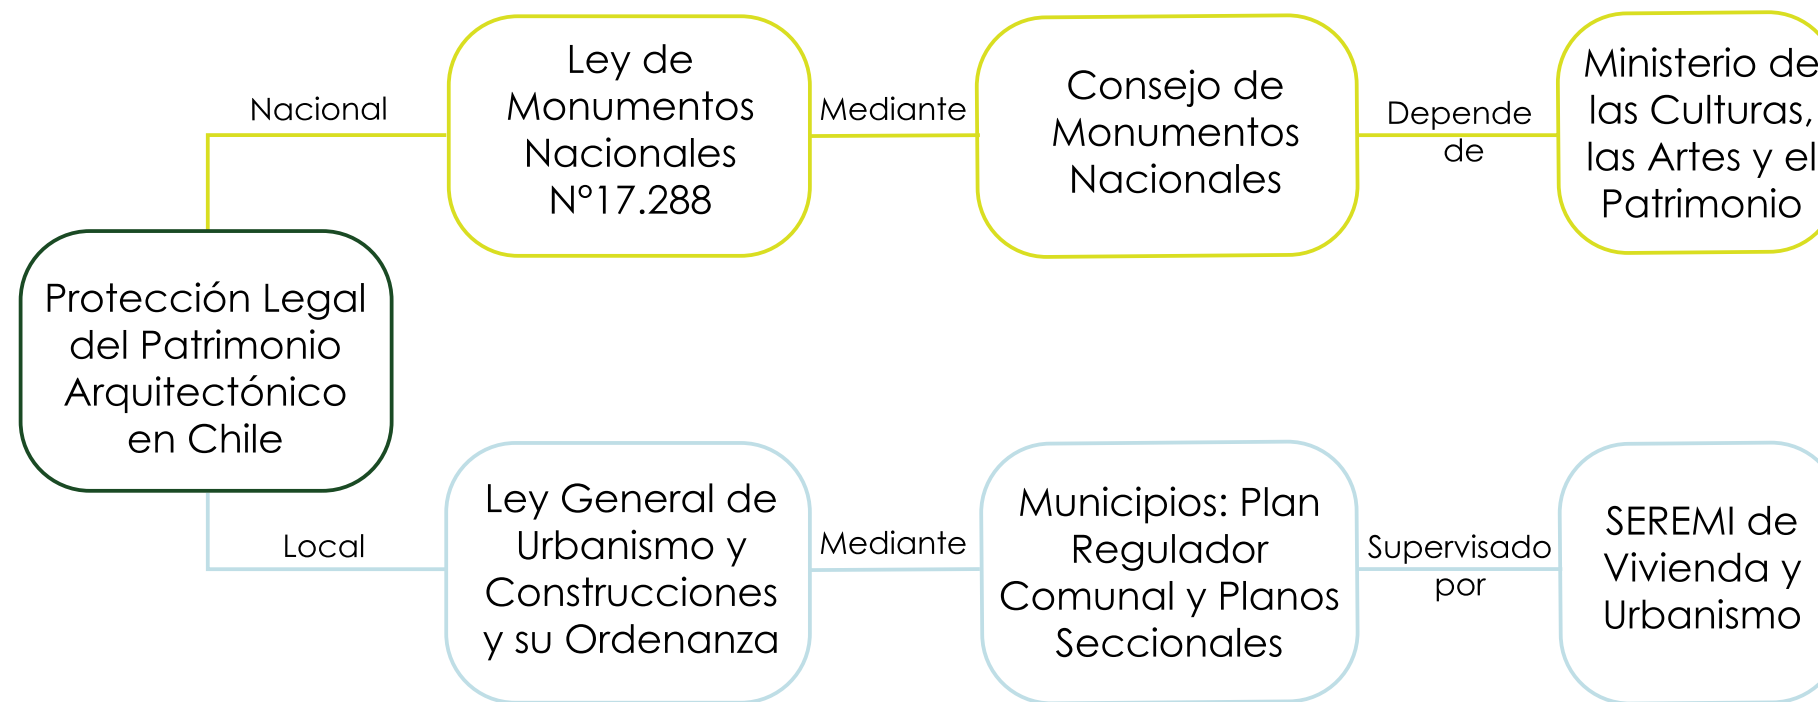 Nacional
Ley de
Monumentos
Nacionales
N°17.288
Mediante
Consejo de
Monumentos
Nacionales
Depende
de
Ministerio de
las Culturas,
las Artes y el
Patrimonio
Protección Legal
del Patrimonio
Arquitectónico
en Chile
Local
Ley General de
Urbanismo y
Construcciones
y su Ordenanza
Mediante
Municipios: Plan
Regulador
Comunal y Planos
Seccionales
Supervisado
por
SEREMI de
Vivienda y
Urbanismo